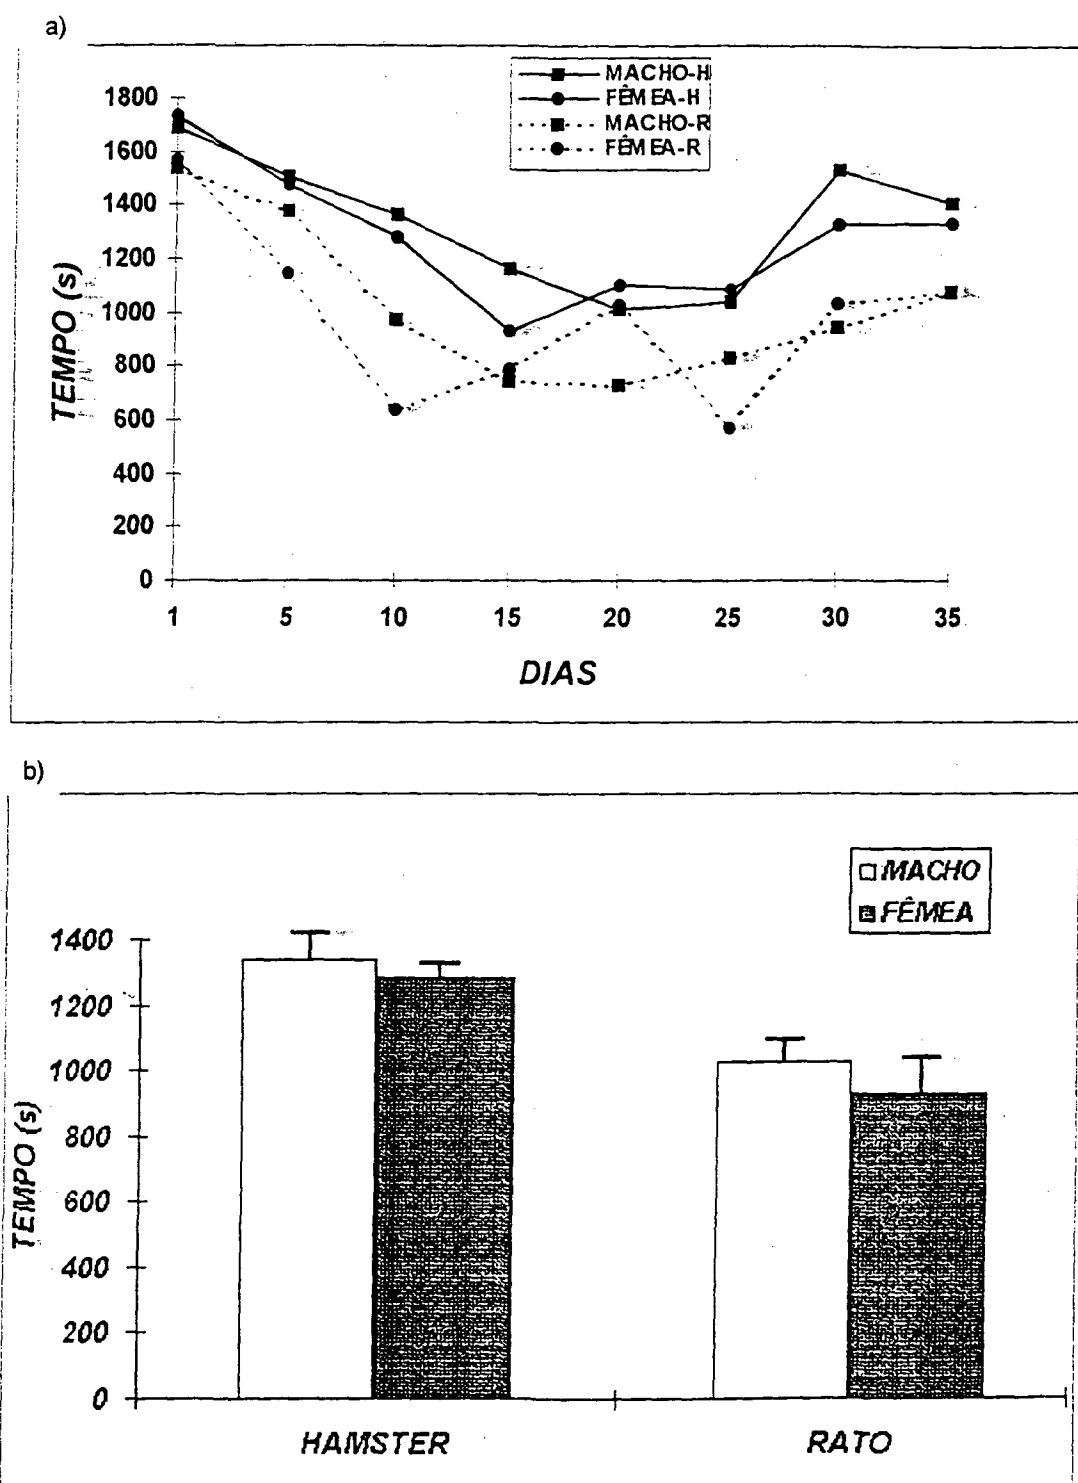 a)
MACHO-H
FÊMEA-H
MACHO-R
FÊMEA-R
1800
1600
1400
1200
1000
800
600
400
200
0
TEMPO (s)
1 5 10 15 20 25 30 35
DIAS
b)
MACHO
FÊMEA
1400
1200
1000
800
600
400
200
0
TEMPO (s)
HAMSTER RATO